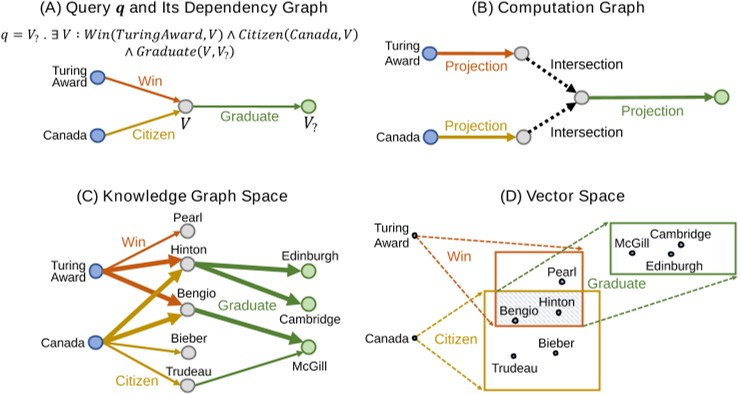 (A) Query q and Its Dependency Graph
q = V? . ∃ V : Win(TuringAward, V) ∧ Citizen(Canada, V)
∧ Graduate(V, V?)
Turing
Award
Win
Canada
Citizen
V
Graduate
V?
(B) Computation Graph
Turing
Award
Projection
Intersection
Projection
Canada
Projection
Intersection
(C) Knowledge Graph Space
Pearl
Win
Hinton
Turing
Award
Edinburgh
Bengio
Graduate
Cambridge
Canada
Bieber
Citizen
Trudeau
McGill
(D) Vector Space
Turing
Award
Win
Cambridge
McGill
Edinburgh
Pearl
Graduate
Hinton
Bengio
Canada
Citizen
Bieber
Trudeau